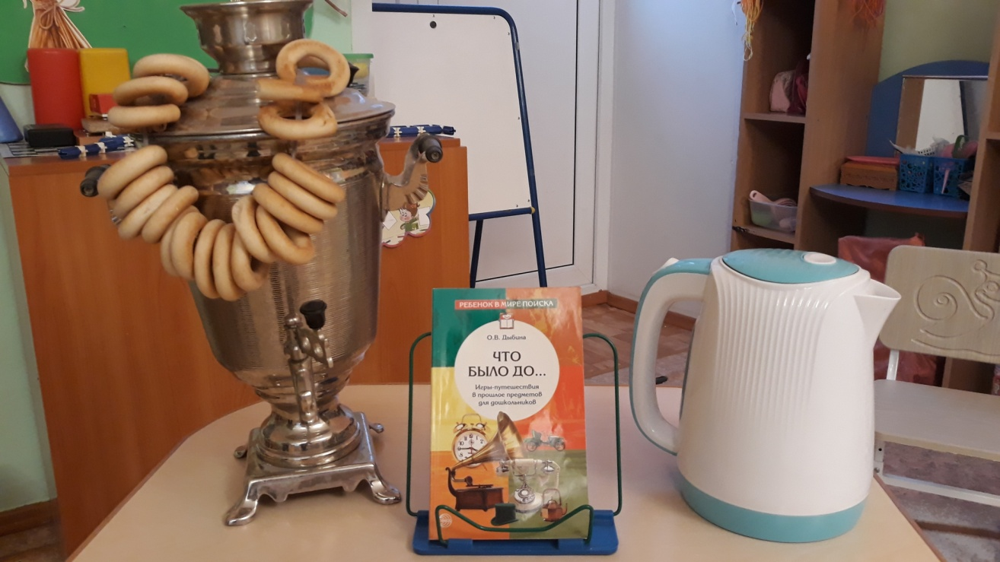 РЕБЕНОК В МИРЕ ПОИСКА
О.В. Дыбина
ЧТО
БЫЛО ДО...
Игры-путешествия
в прошлое предметов
для дошкольников